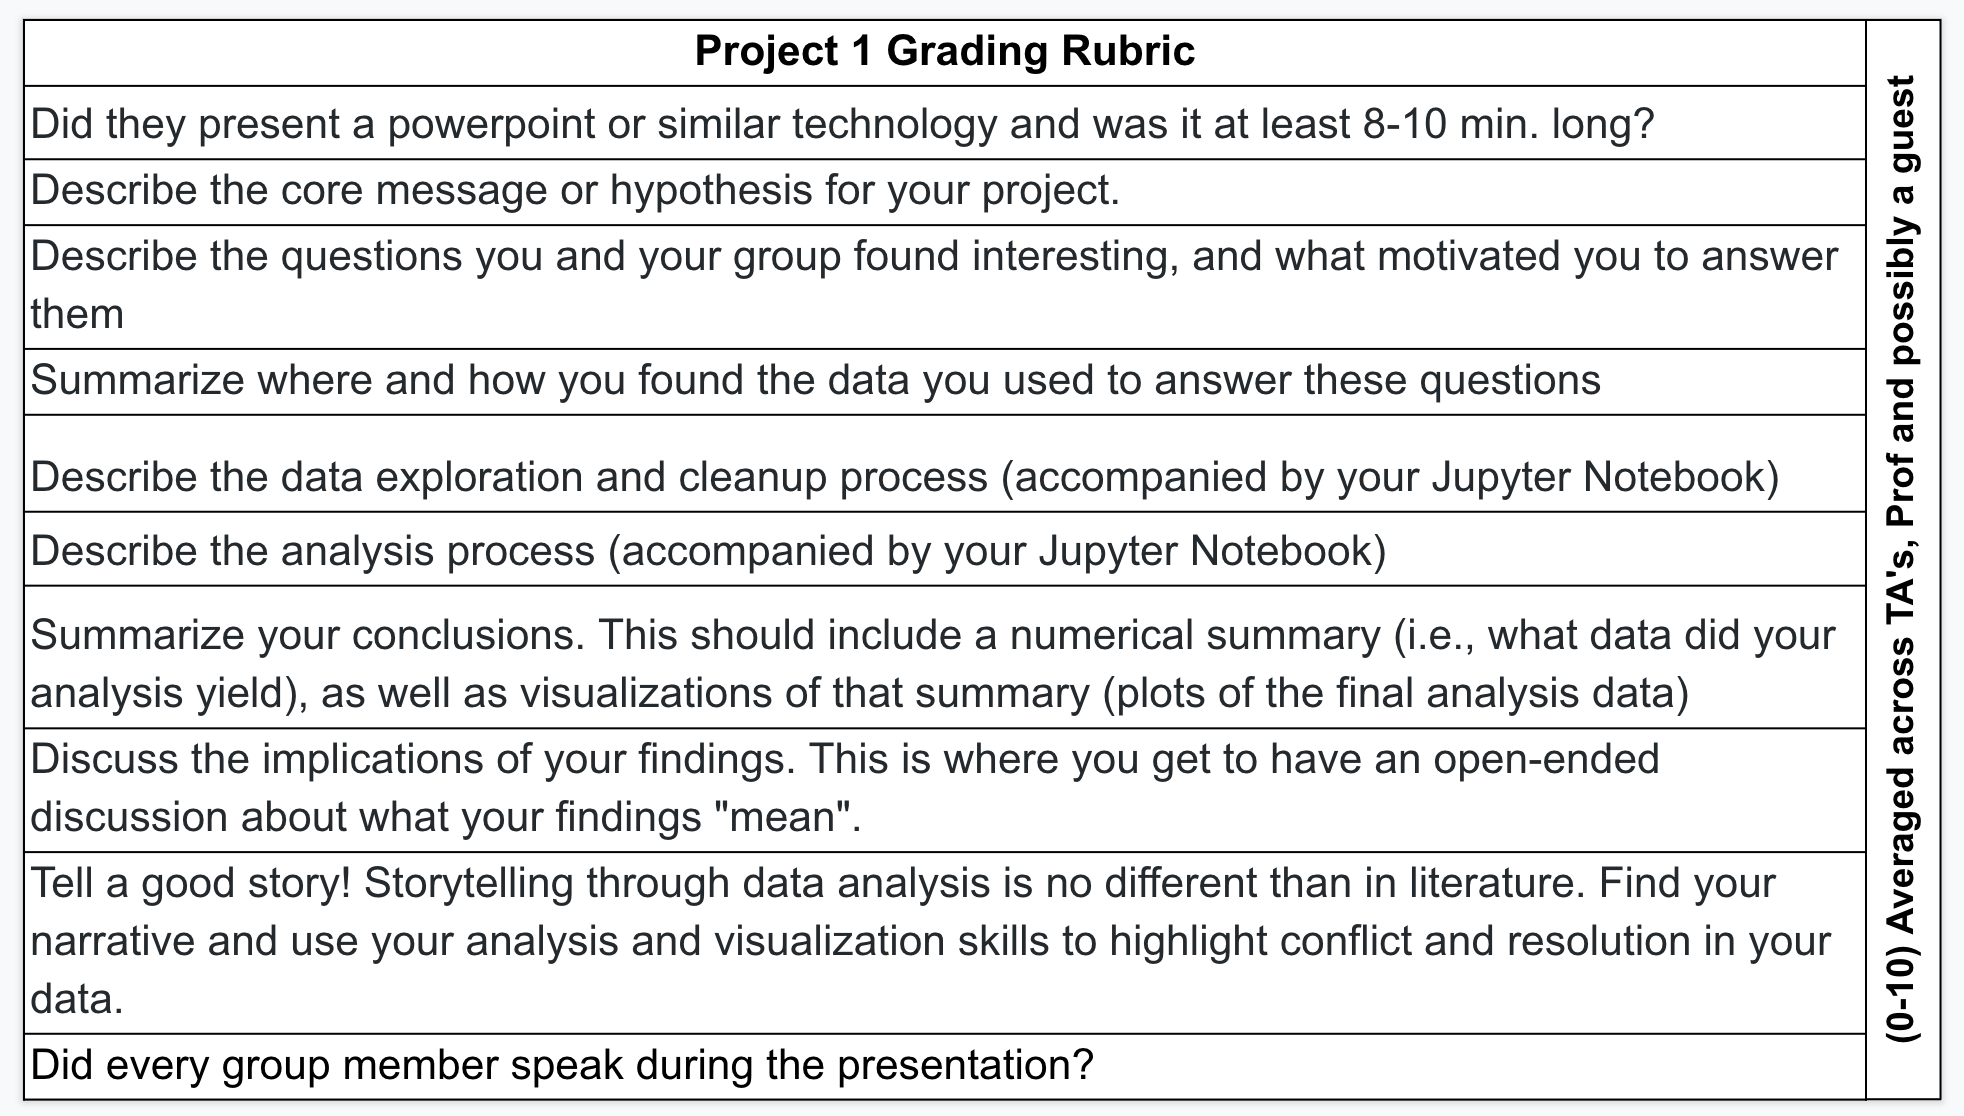 Project 1 Grading Rubric
Did they present a powerpoint or similar technology and was it at least 8-10 min. long?
Describe the core message or hypothesis for your project.
Describe the questions you and your group found interesting, and what motivated you to answer
them
Summarize where and how you found the data you used to answer these questions
Describe the data exploration and cleanup process (accompanied by your Jupyter Notebook)
Describe the analysis process (accompanied by your Jupyter Notebook)
Summarize your conclusions. This should include a numerical summary (i.e., what data did your
analysis yield), as well as visualizations of that summary (plots of the final analysis data)
Discuss the implications of your findings. This is where you get to have an open-ended
discussion about what your findings "mean".
Tell a good story! Storytelling through data analysis is no different than in literature. Find your
narrative and use your analysis and visualization skills to highlight conflict and resolution in your
data.
Did every group member speak during the presentation?
(0-10) Averaged across TA's, Prof and possibly a guest